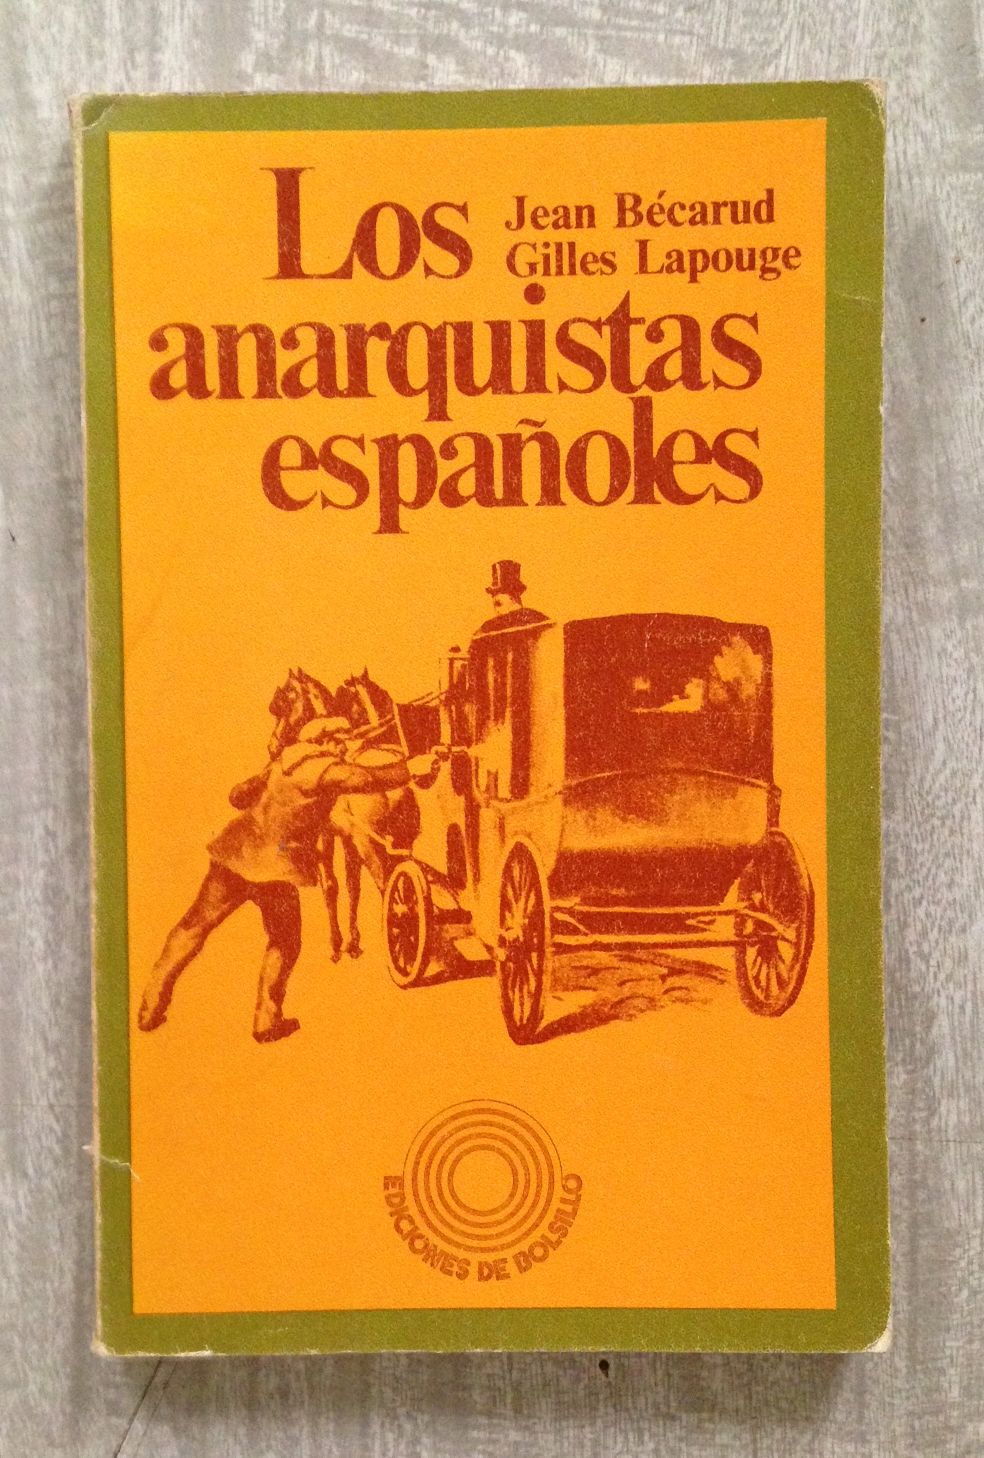 Los
Jean Bécarud
Gilles Lapouge
anarquistas
españoles
EDICIONES DE BOLSILLO